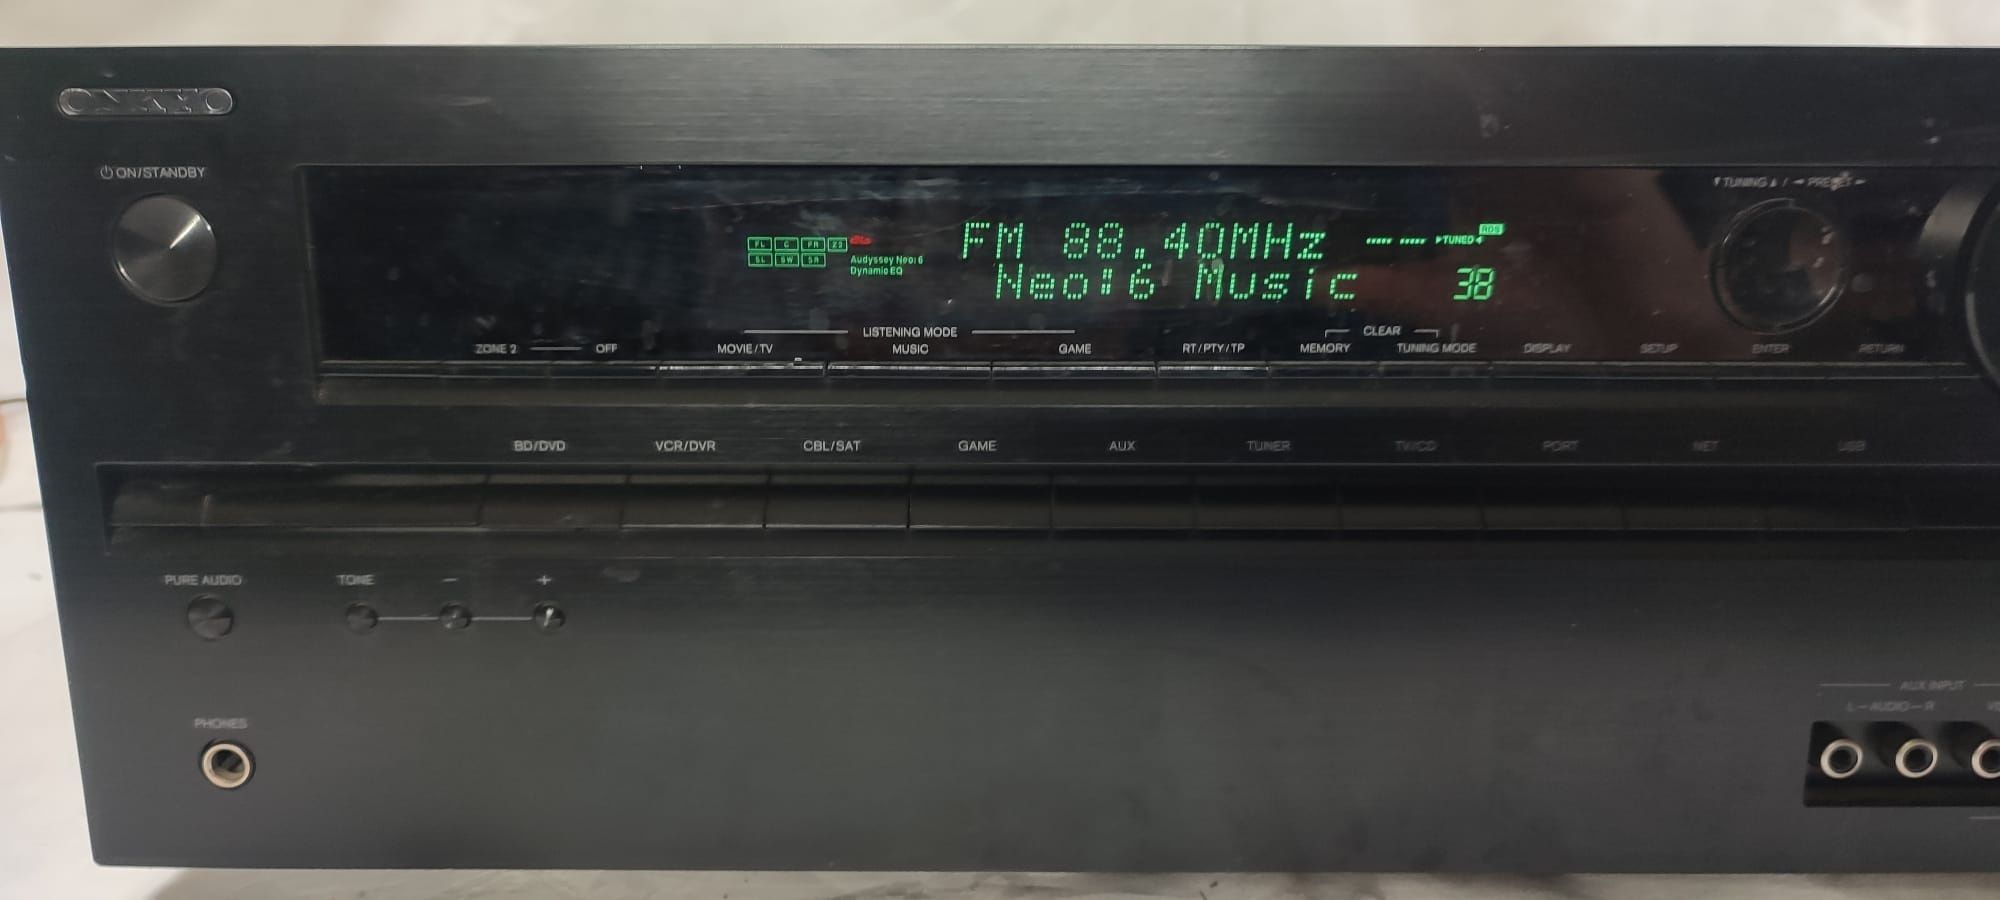 ONKYO
ON/STANDBY
▼ TUNING ▲ / ◄ PRESET ►
FL C FR Z2 dts
SL SW SR Audyssey Neo:6
Dynamic EQ
FM 88.40MHz ►TUNED◄ RDS
Neo:6 Music 38
LISTENING MODE
CLEAR
ZONE 2 OFF MOVIE/TV MUSIC GAME RT/PTY/TP MEMORY TUNING MODE DISPLAY SETUP ENTER RETURN
BD/DVD VCR/DVR CBL/SAT GAME AUX TUNER TV/CD PORT NET USB
PURE AUDIO TONE − +
AUX INPUT
L – AUDIO – R
PHONES